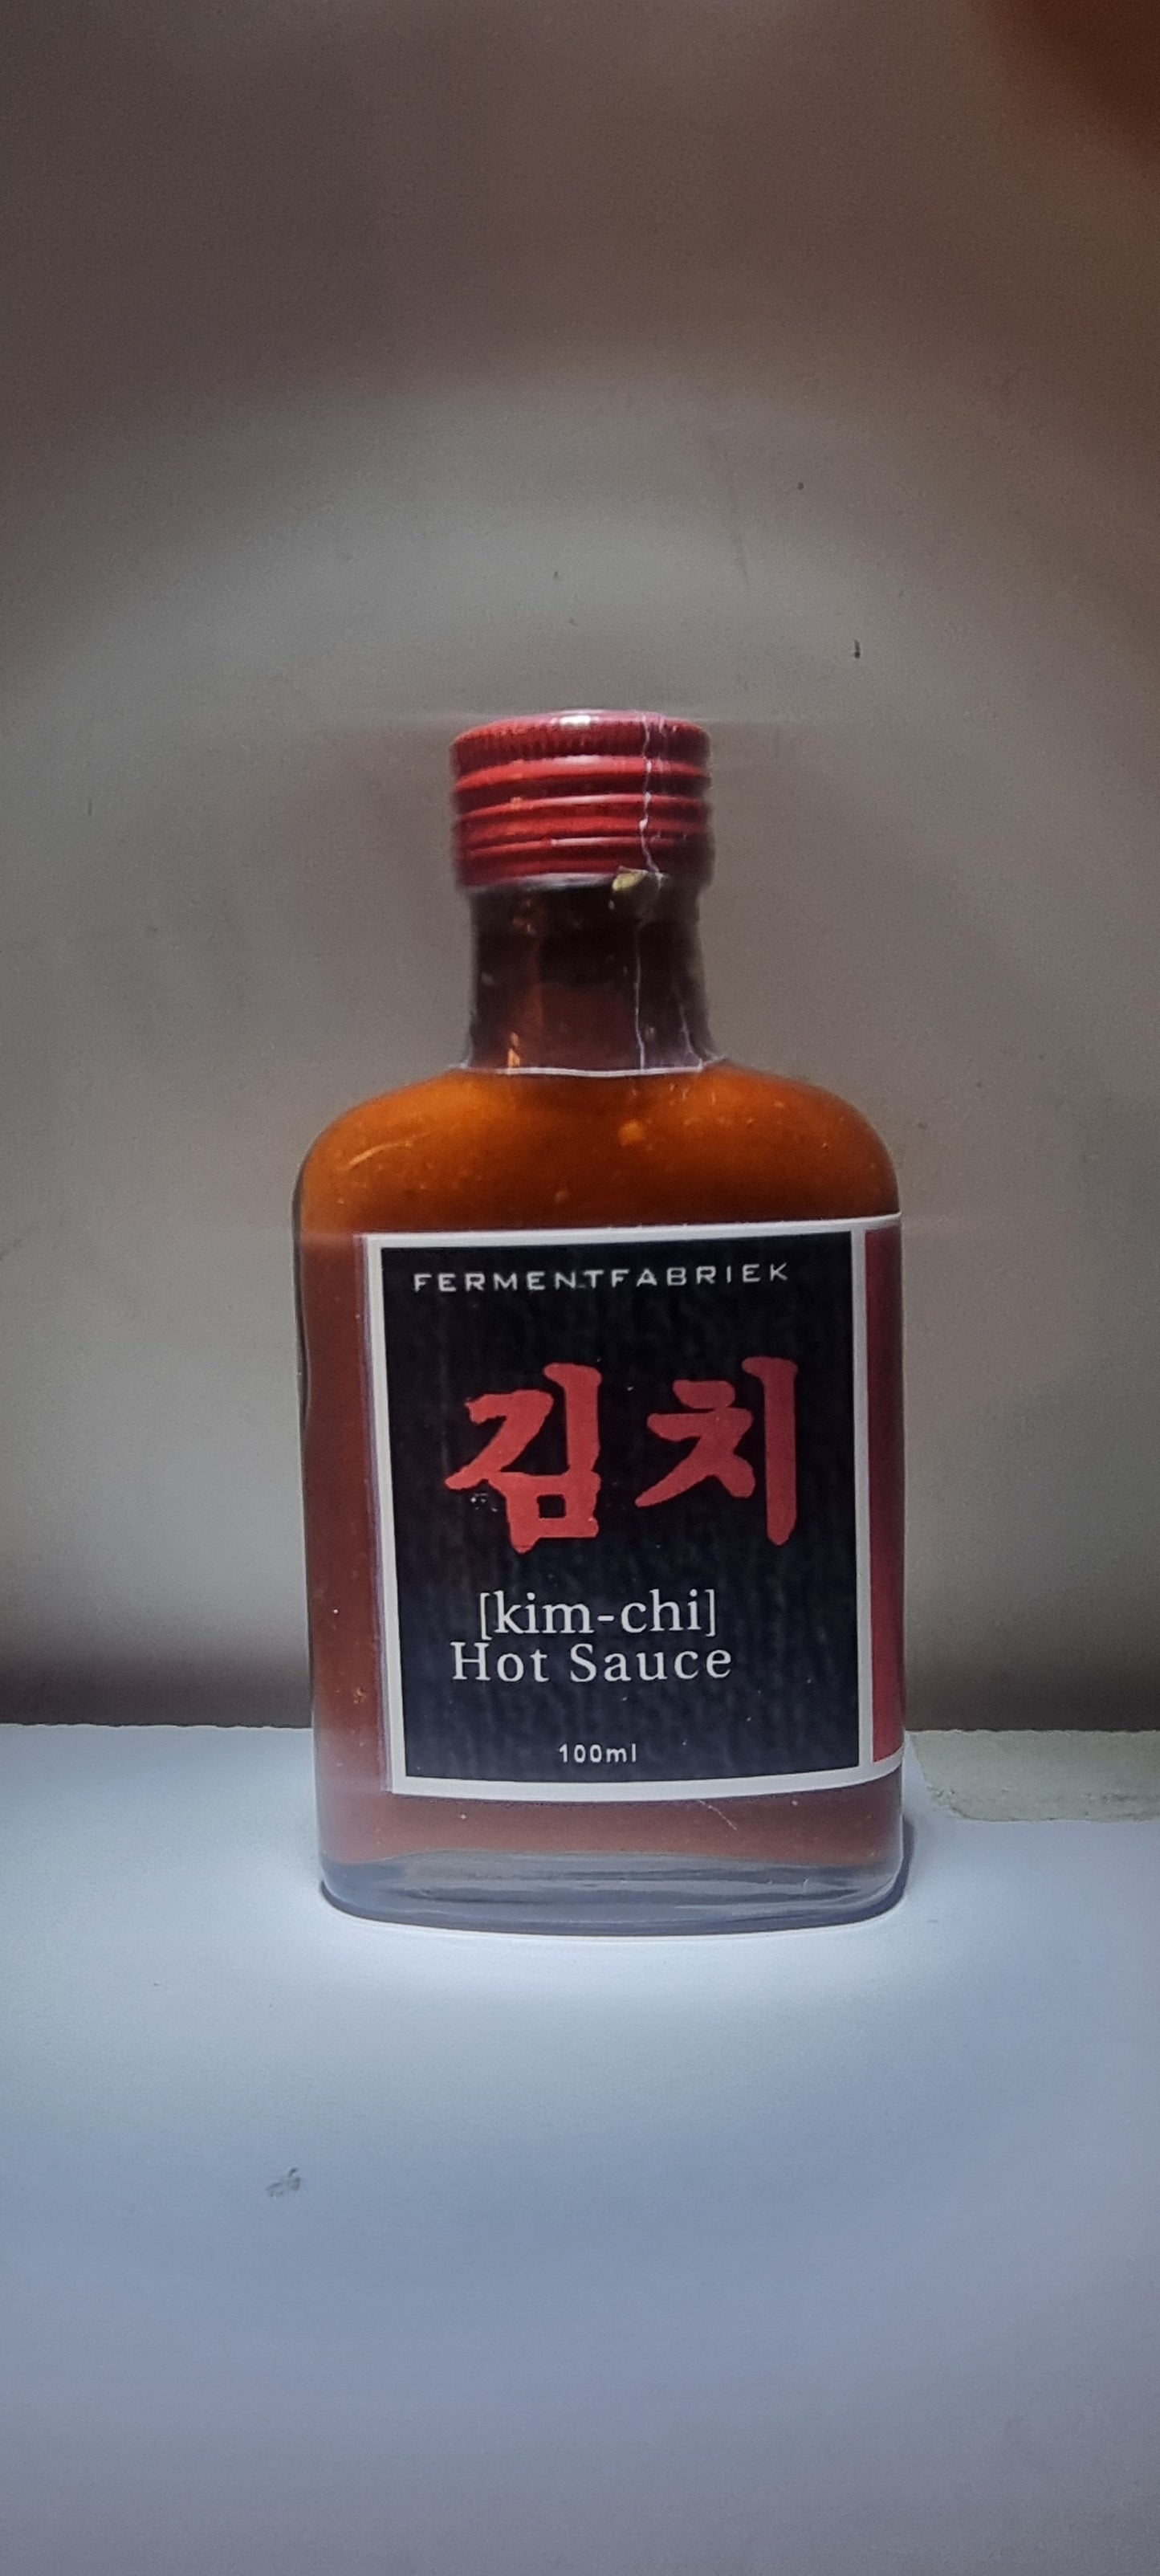 FERMENTFABRIEK
김치
[kim-chi]
Hot Sauce
100ml